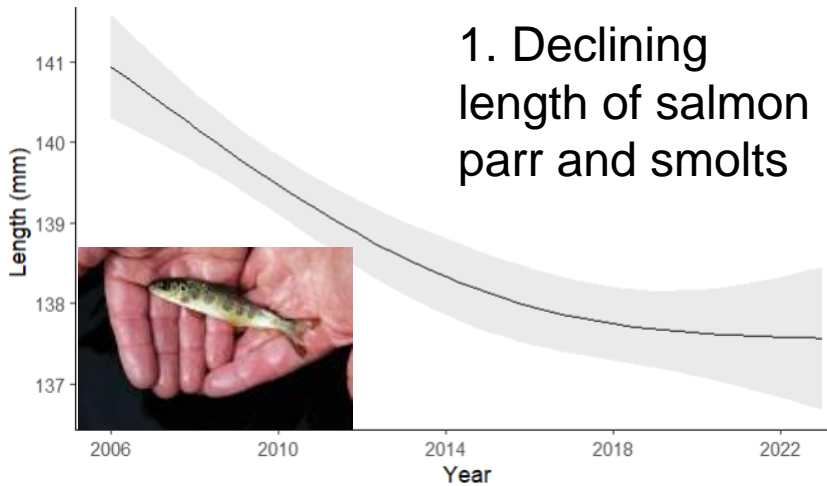 1. Declining
length of salmon
parr and smolts
Length (mm)
141
140
139
138
137
2006
2010
2014
2018
2022
Year